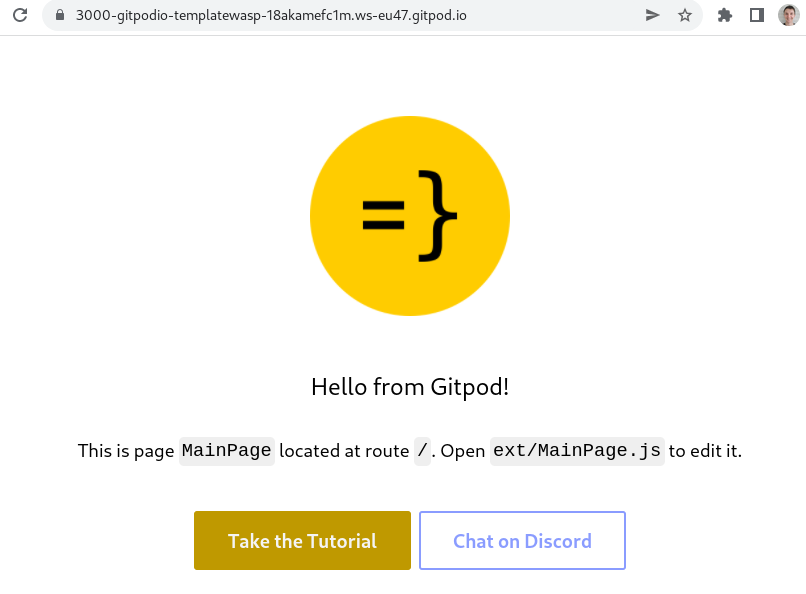 3000-gitpodio-templatewasp-18akamefc1m.ws-eu47.gitpod.io
=}
Hello from Gitpod!
This is page MainPage located at route /. Open ext/MainPage.js to edit it.
Take the Tutorial
Chat on Discord